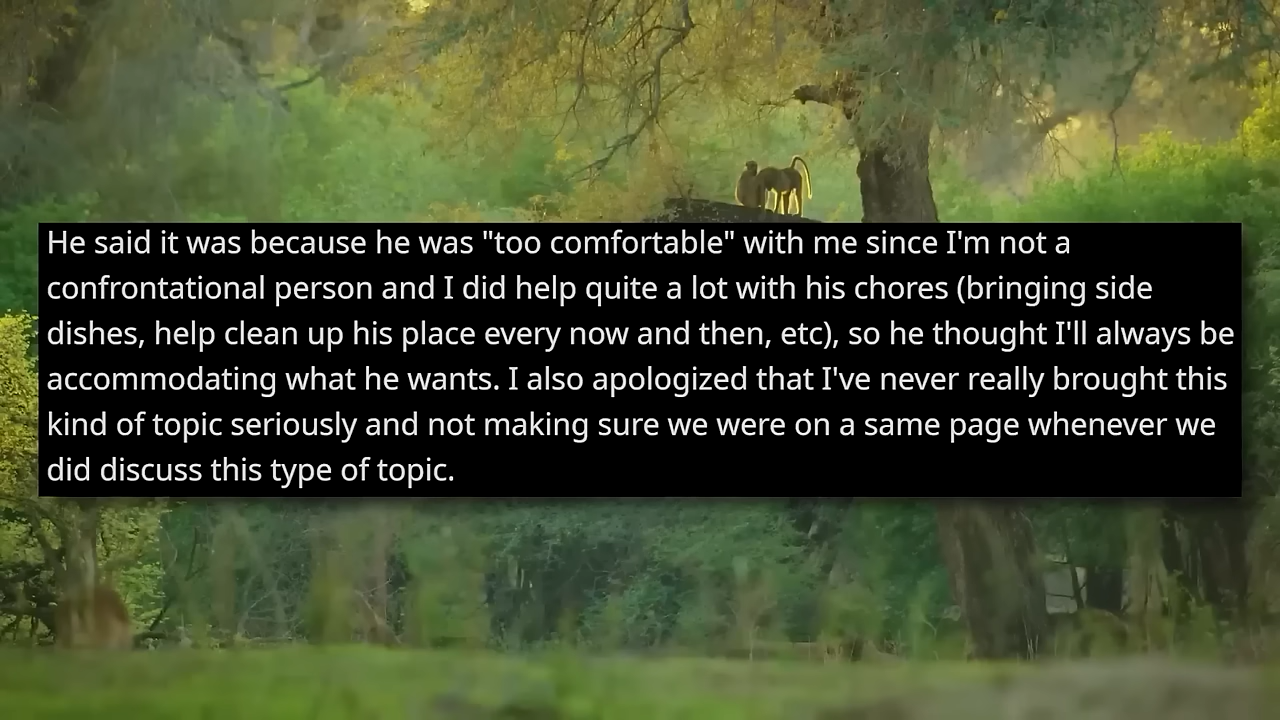 He said it was because he was "too comfortable" with me since I'm not a
confrontational person and I did help quite a lot with his chores (bringing side
dishes, help clean up his place every now and then, etc), so he thought I'll always be
accommodating what he wants. I also apologized that I've never really brought this
kind of topic seriously and not making sure we were on a same page whenever we
did discuss this type of topic.